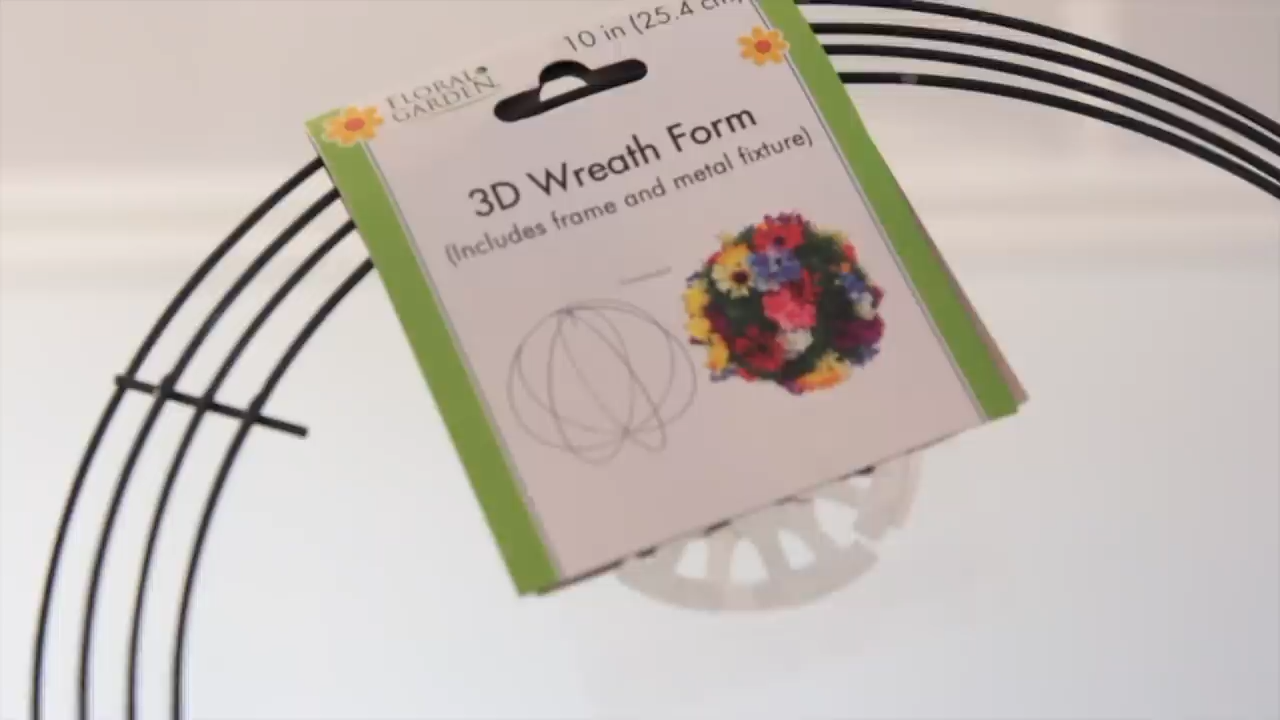 10 in (25.4 cm)
FLORAL
GARDEN
3D Wreath Form
(Includes frame and metal fixture)